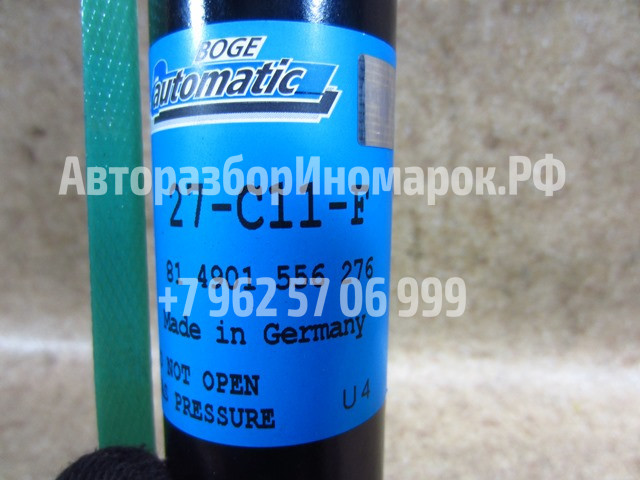 BOGE
automatic
АвторазборИномарок.РФ
27-C11-F
81 4901 556 276
+7 962 57 06 999
Made in Germany
NOT OPEN
PRESSURE
U4